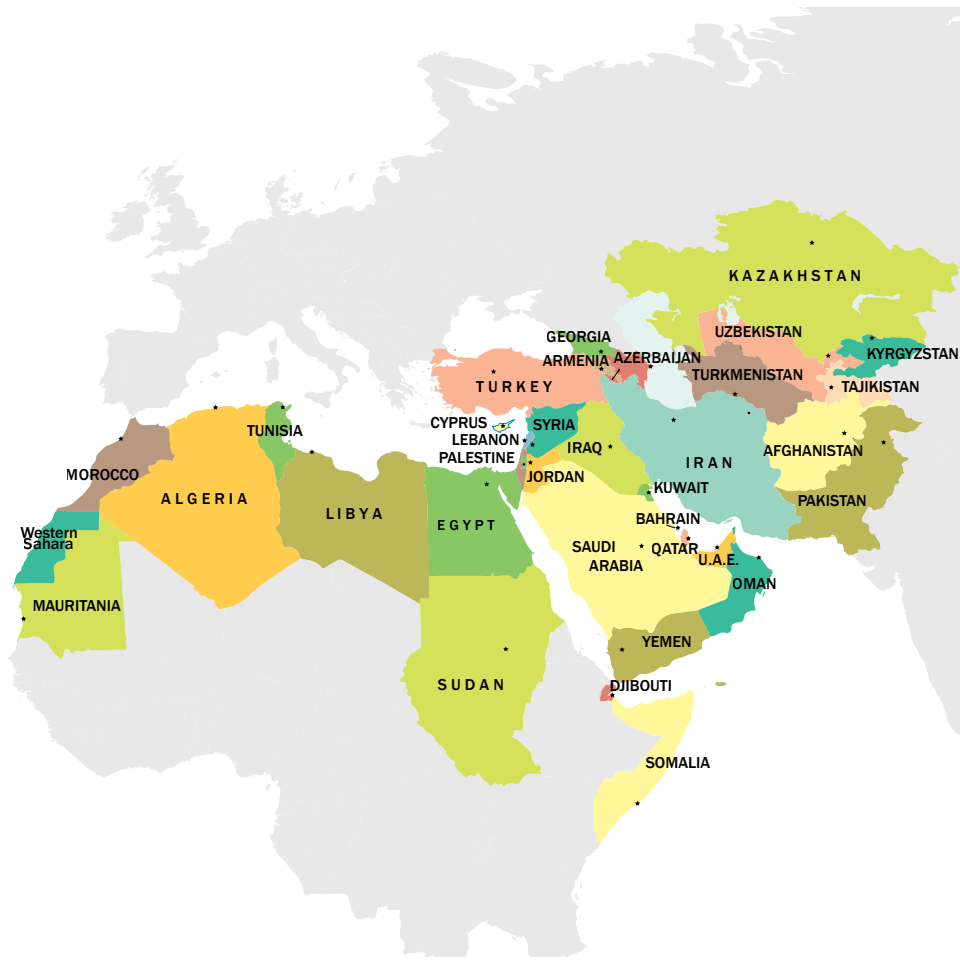 KAZAKHSTAN
UZBEKISTAN
GEORGIA
KYRGYZSTAN
ARMENIA
AZERBAIJAN
TURKMENISTAN
TURKEY
TAJIKISTAN
CYPRUS
SYRIA
TUNISIA
LEBANON
IRAQ
AFGHANISTAN
PALESTINE
IRAN
MOROCCO
JORDAN
KUWAIT
ALGERIA
PAKISTAN
LIBYA
BAHRAIN
EGYPT
Western
Sahara
SAUDI
ARABIA
QATAR
U.A.E.
OMAN
MAURITANIA
YEMEN
SUDAN
DJIBOUTI
SOMALIA